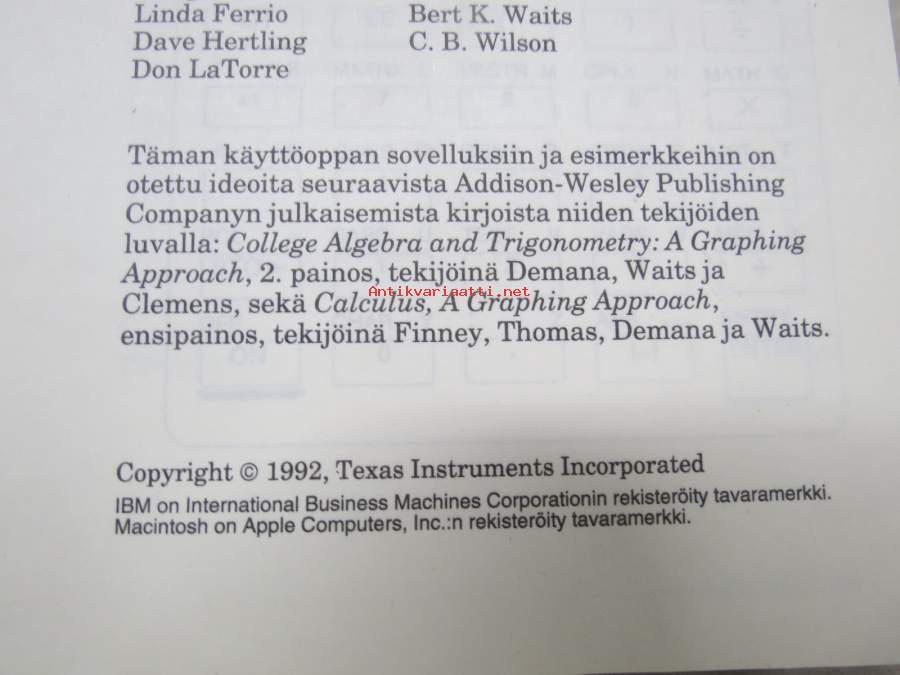 Linda Ferrio Bert K. Waits
Dave Hertling C. B. Wilson
Don LaTorre
Täman käyttöoppan sovelluksiin ja esimerkkeihin on
otettu ideoita seuraavista Addison-Wesley Publishing
Companyn julkaisemista kirjoista niiden tekijöiden
luvalla: College Algebra and Trigonometry: A Graphing
Approach, 2. painos, tekijöinä Demana, Waits ja
Antikvariaatti.net
Clemens, sekä Calculus, A Graphing Approach,
ensipainos, tekijöinä Finney, Thomas, Demana ja Waits.
Copyright © 1992, Texas Instruments Incorporated
IBM on International Business Machines Corporationin rekisteröity tavaramerkki.
Macintosh on Apple Computers, Inc.:n rekisteröity tavaramerkki.